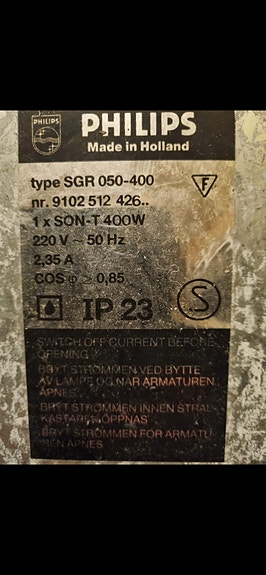 PHILIPS
Made in Holland
type SGR 050-400
nr. 9102 512 426..
F
1 x SON-T 400W
220 V ~ 50 Hz
2,35 A
COS φ > 0,85
IP 23
S
SWITCH OFF CURRENT BEFORE
OPENING
BRYT STRØMMEN VED BYTTE
AV LAMPE OG NÅR ARMATUREN
ÅPNES
BRYT STRÖMMEN INNAN STRÅL-
KASTAREN ÖPPNAS
BRYT STRØMMEN FØR ARMATU-
REN ÅPNES